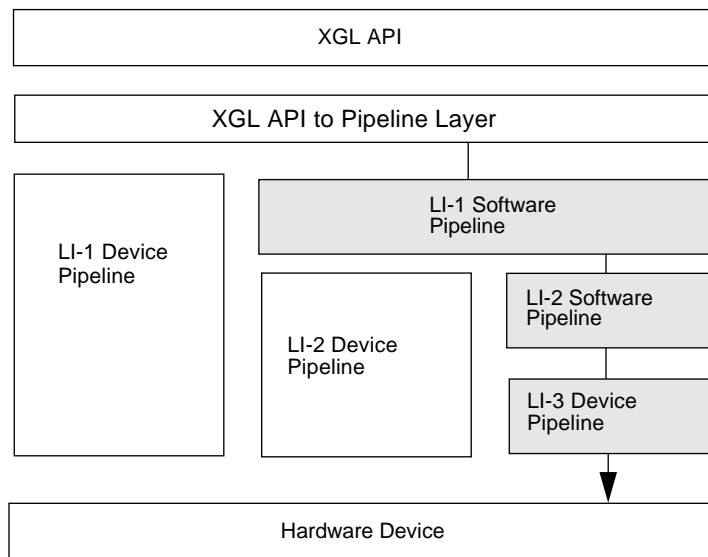 XGL API
XGL API to Pipeline Layer
LI-1 Software
Pipeline
LI-1 Device
Pipeline
LI-2 Software
Pipeline
LI-2 Device
Pipeline
LI-3 Device
Pipeline
Hardware Device